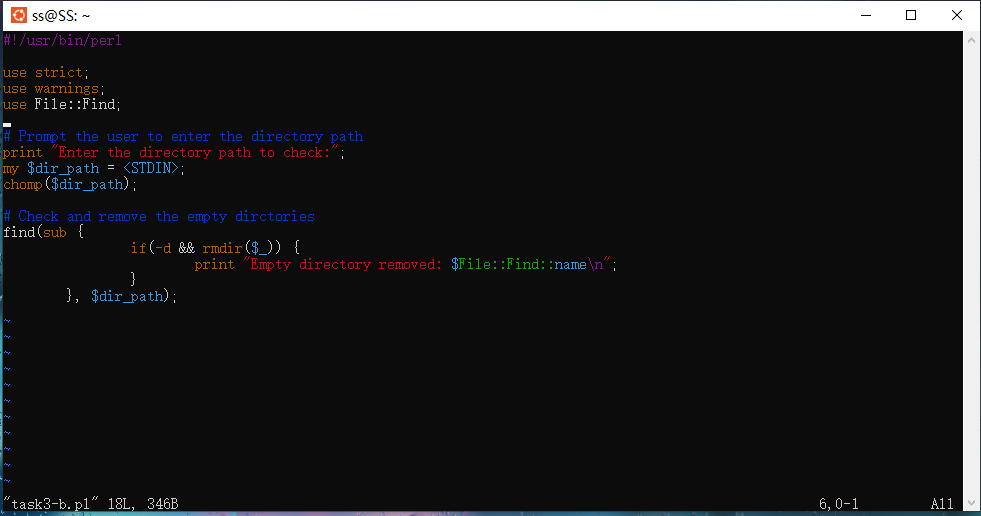 ss@SS: ~
#!/usr/bin/perl
use strict;
use warnings;
use File::Find;
# Prompt the user to enter the directory path
print "Enter the directory path to check:";
my $dir_path = <STDIN>;
chomp($dir_path);
# Check and remove the empty dirctories
find(sub {
if(-d && rmdir($_)) {
print "Empty directory removed: $File::Find::name\n";
}
}, $dir_path);
~
~
~
~
~
~
~
~
~
~
~
"task3-b.pl" 18L, 346B 6,0-1 All